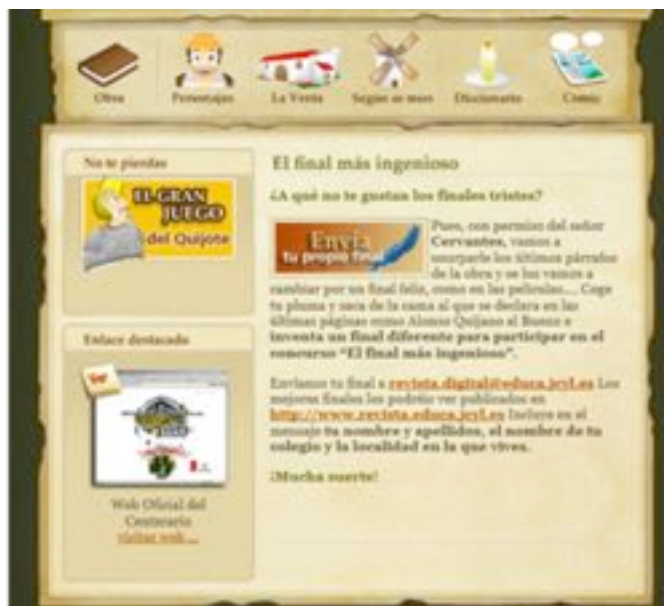 Obra
Personajes
La Venta
Según se mire
Diccionario
Comic
No te pierdas
EL GRAN
JUEGO
del Quijote
Enlace destacado
Web Oficial del
Centenario
visitar web ...
El final más ingenioso
¿A qué no te gustan los finales tristes?
Envía
tu propio final
Pues, con permiso del señor
Cervantes, vamos a
usurparle los últimos párrafos
de la obra y se los vamos a
cambiar por un final feliz, como en las películas... Coge
tu pluma y saca de la cama al que se declara en las
últimas páginas como Alonso Quijano el Bueno e
inventa un final diferente para participar en el
concurso “El final más ingenioso”.
Envíanos tu final a revista.digital@educa.jcyl.es Los
mejores finales los podréis ver publicados en
http://www.revista.educa.jcyl.es Incluye en el
mensaje tu nombre y apellidos, el nombre de tu
colegio y la localidad en la que vives.
¡Mucha suerte!